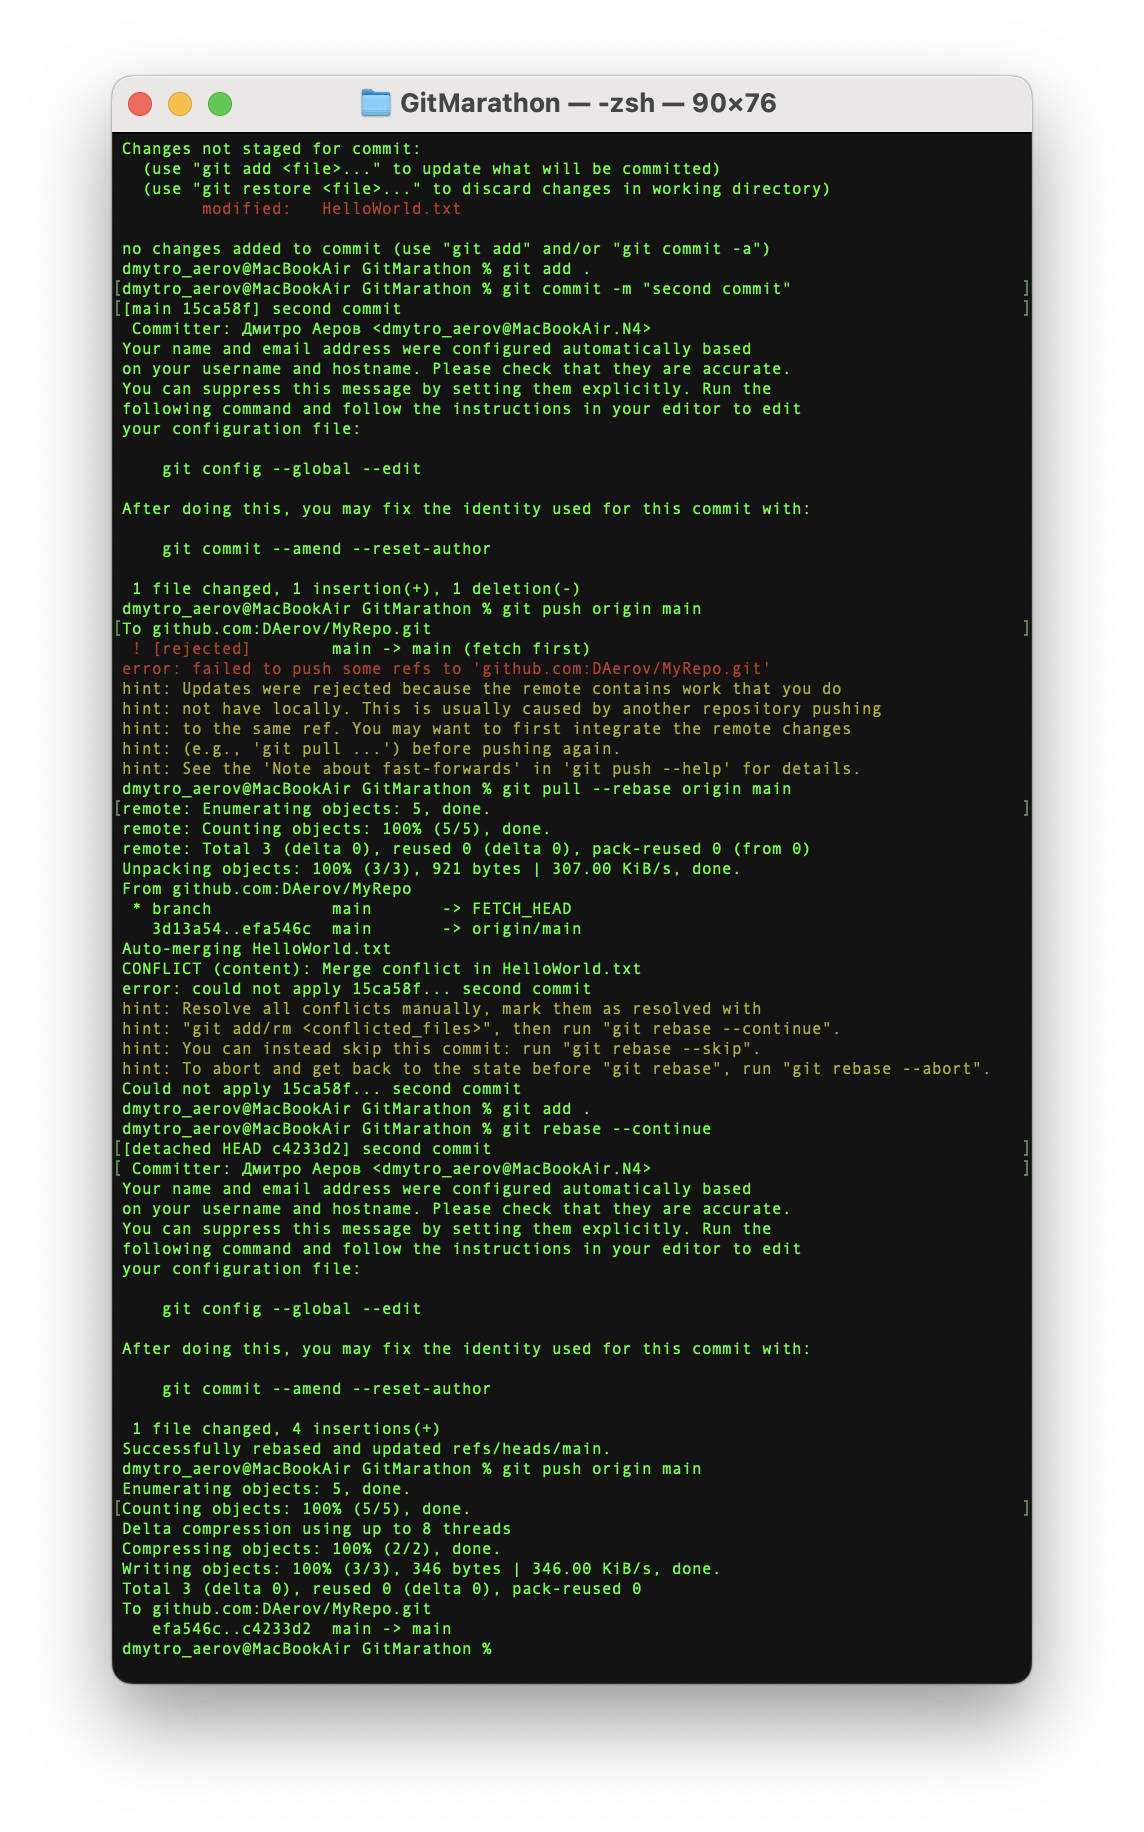 GitMarathon — -zsh — 90×76
Changes not staged for commit:
  (use "git add <file>..." to update what will be committed)
  (use "git restore <file>..." to discard changes in working directory)
        modified:   HelloWorld.txt

no changes added to commit (use "git add" and/or "git commit -a")
dmytro_aerov@MacBookAir GitMarathon % git add .
[dmytro_aerov@MacBookAir GitMarathon % git commit -m "second commit" ]
[[main 15ca58f] second commit ]
 Committer: Дмитро Аеров <dmytro_aerov@MacBookAir.N4>
Your name and email address were configured automatically based
on your username and hostname. Please check that they are accurate.
You can suppress this message by setting them explicitly. Run the
following command and follow the instructions in your editor to edit
your configuration file:

    git config --global --edit

After doing this, you may fix the identity used for this commit with:

    git commit --amend --reset-author

 1 file changed, 1 insertion(+), 1 deletion(-)
dmytro_aerov@MacBookAir GitMarathon % git push origin main
[To github.com:DAerov/MyRepo.git ]
 ! [rejected]        main -> main (fetch first)
error: failed to push some refs to 'github.com:DAerov/MyRepo.git'
hint: Updates were rejected because the remote contains work that you do
hint: not have locally. This is usually caused by another repository pushing
hint: to the same ref. You may want to first integrate the remote changes
hint: (e.g., 'git pull ...') before pushing again.
hint: See the 'Note about fast-forwards' in 'git push --help' for details.
dmytro_aerov@MacBookAir GitMarathon % git pull --rebase origin main
[remote: Enumerating objects: 5, done. ]
remote: Counting objects: 100% (5/5), done.
remote: Total 3 (delta 0), reused 0 (delta 0), pack-reused 0 (from 0)
Unpacking objects: 100% (3/3), 921 bytes | 307.00 KiB/s, done.
From github.com:DAerov/MyRepo
 * branch            main       -> FETCH_HEAD
   3d13a54..efa546c  main       -> origin/main
Auto-merging HelloWorld.txt
CONFLICT (content): Merge conflict in HelloWorld.txt
error: could not apply 15ca58f... second commit
hint: Resolve all conflicts manually, mark them as resolved with
hint: "git add/rm <conflicted_files>", then run "git rebase --continue".
hint: You can instead skip this commit: run "git rebase --skip".
hint: To abort and get back to the state before "git rebase", run "git rebase --abort".
Could not apply 15ca58f... second commit
dmytro_aerov@MacBookAir GitMarathon % git add .
dmytro_aerov@MacBookAir GitMarathon % git rebase --continue
[[detached HEAD c4233d2] second commit ]
[ Committer: Дмитро Аеров <dmytro_aerov@MacBookAir.N4> ]
Your name and email address were configured automatically based
on your username and hostname. Please check that they are accurate.
You can suppress this message by setting them explicitly. Run the
following command and follow the instructions in your editor to edit
your configuration file:

    git config --global --edit

After doing this, you may fix the identity used for this commit with:

    git commit --amend --reset-author

 1 file changed, 4 insertions(+)
Successfully rebased and updated refs/heads/main.
dmytro_aerov@MacBookAir GitMarathon % git push origin main
Enumerating objects: 5, done.
[Counting objects: 100% (5/5), done. ]
Delta compression using up to 8 threads
Compressing objects: 100% (2/2), done.
Writing objects: 100% (3/3), 346 bytes | 346.00 KiB/s, done.
Total 3 (delta 0), reused 0 (delta 0), pack-reused 0
To github.com:DAerov/MyRepo.git
   efa546c..c4233d2  main -> main
dmytro_aerov@MacBookAir GitMarathon %